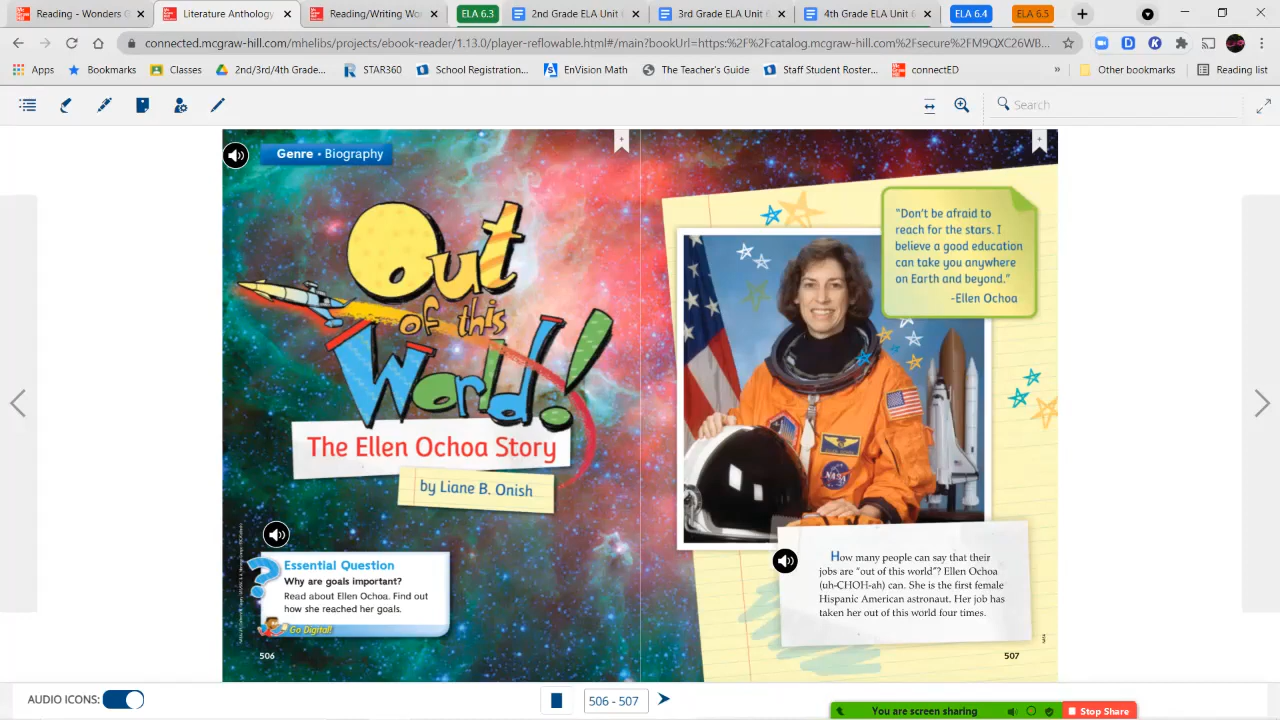 Reading - Wonders G
Literature Antholog
Reading/Writing Wo
ELA 6.3
2nd Grade ELA Unit 6
3rd Grade ELA Unit 6
4th Grade ELA Unit 6
ELA 6.4
ELA 6.5
connected.mcgraw-hill.com/mhelibs/projects/ebook-reader/1.13.0/player-reflowable.html#/main?bookUrl=https:%2F%2Fcatalog.mcgraw-hill.com%2Fsecure%2FM9QXC26WB...
Apps
Bookmarks
Classes
2nd/3rd/4th Grade...
STAR360
School Registration...
EnVision Math
The Teacher's Guide
Staff Student Roster...
connectED
»
Other bookmarks
Reading list
Search
Genre • Biography
Out
of this
World!
The Ellen Ochoa Story
by Liane B. Onish
Essential Question
Why are goals important?
Read about Ellen Ochoa. Find out
how she reached her goals.
Go Digital!
506
"Don't be afraid to
reach for the stars. I
believe a good education
can take you anywhere
on Earth and beyond."
-Ellen Ochoa
NASA
How many people can say that their
jobs are "out of this world"? Ellen Ochoa
(uh-CHOH-ah) can. She is the first female
Hispanic American astronaut. Her job has
taken her out of this world four times.
507
AUDIO ICONS:
506 - 507
You are screen sharing
Stop Share